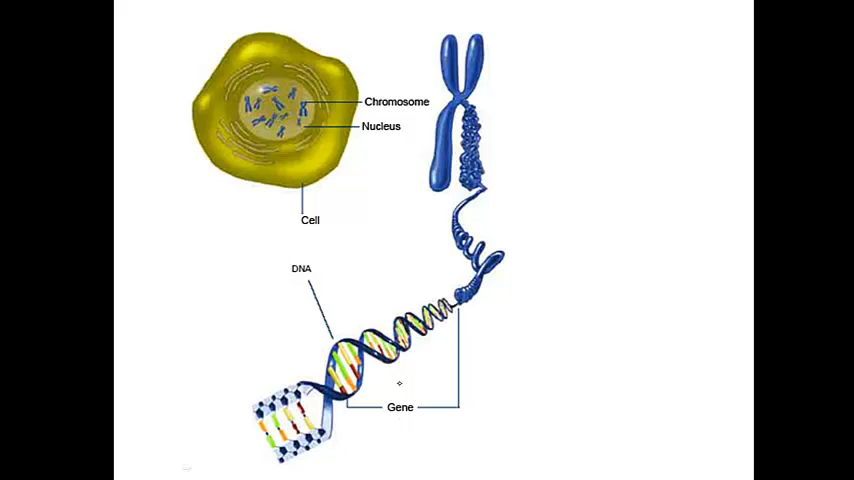 Chromosome
Nucleus
Cell
DNA
Gene